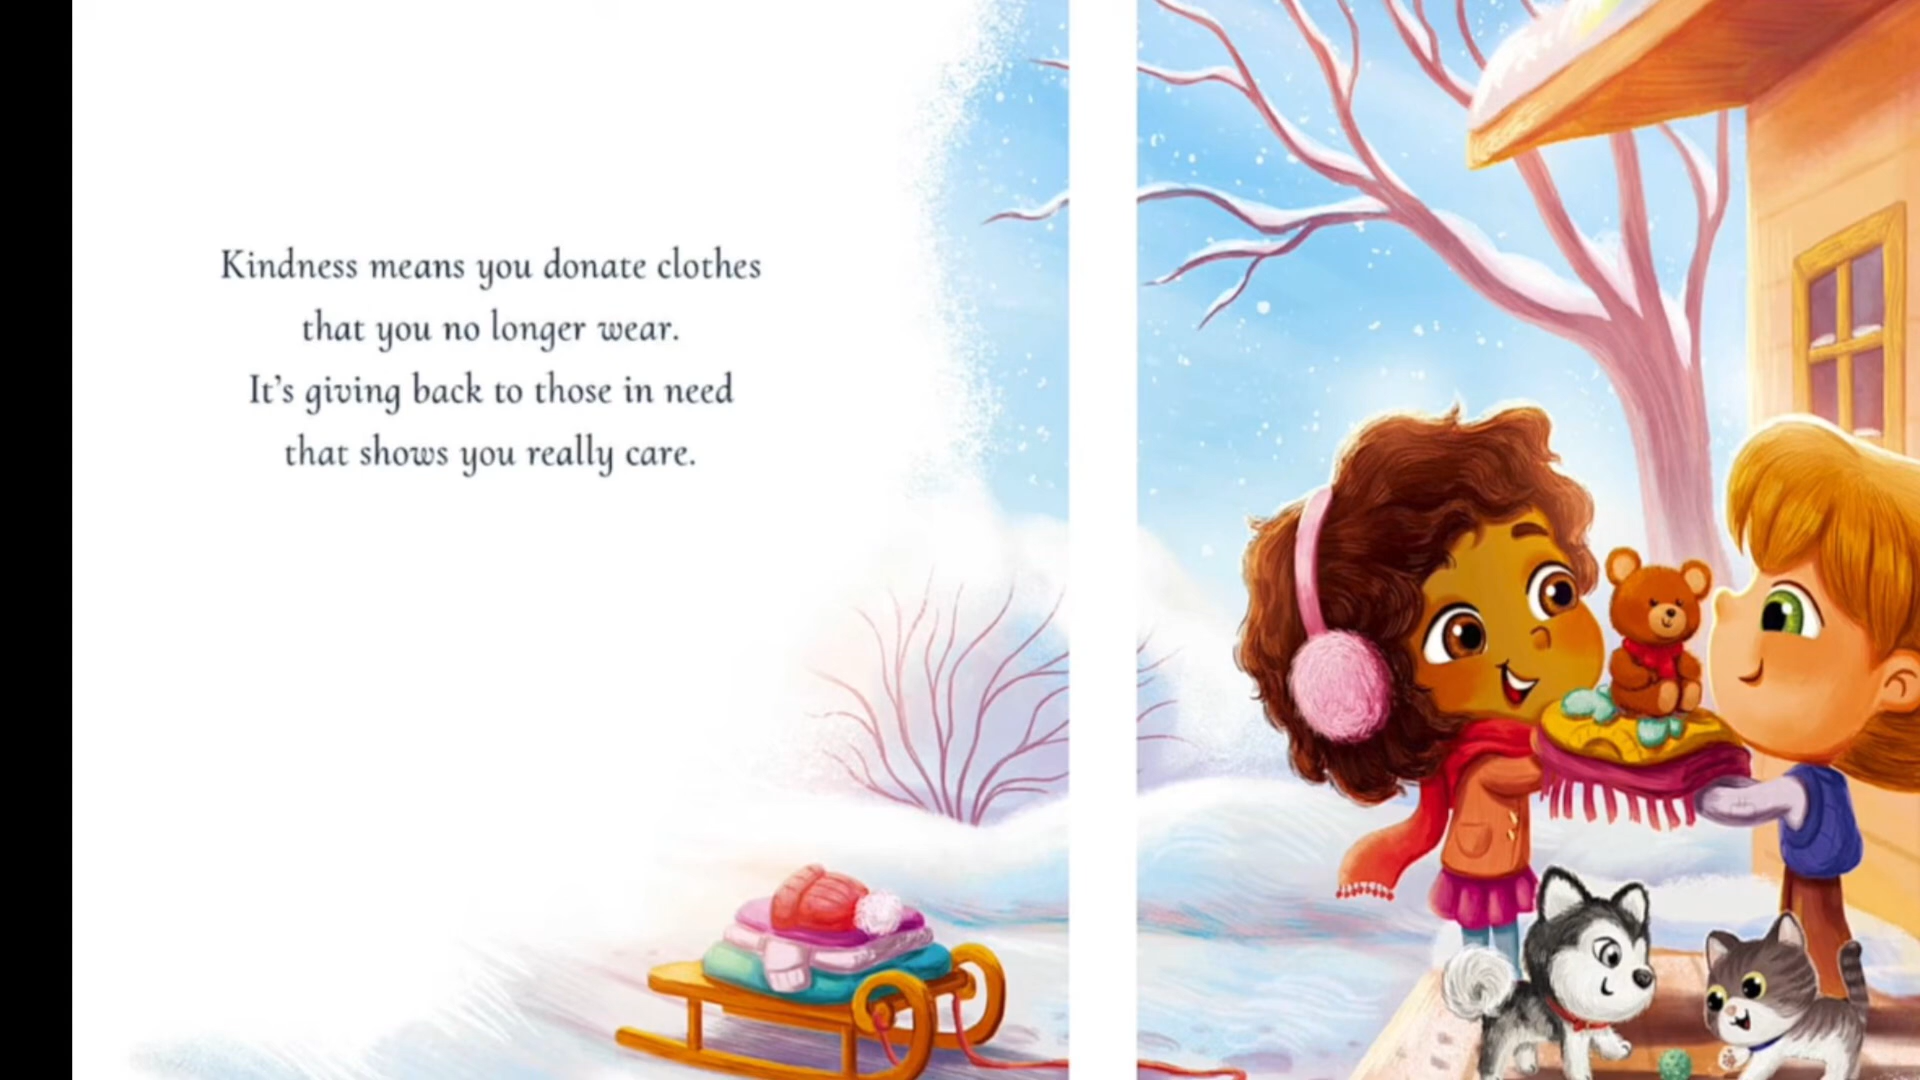 Kindness means you donate clothes
that you no longer wear.
It's giving back to those in need
that shows you really care.